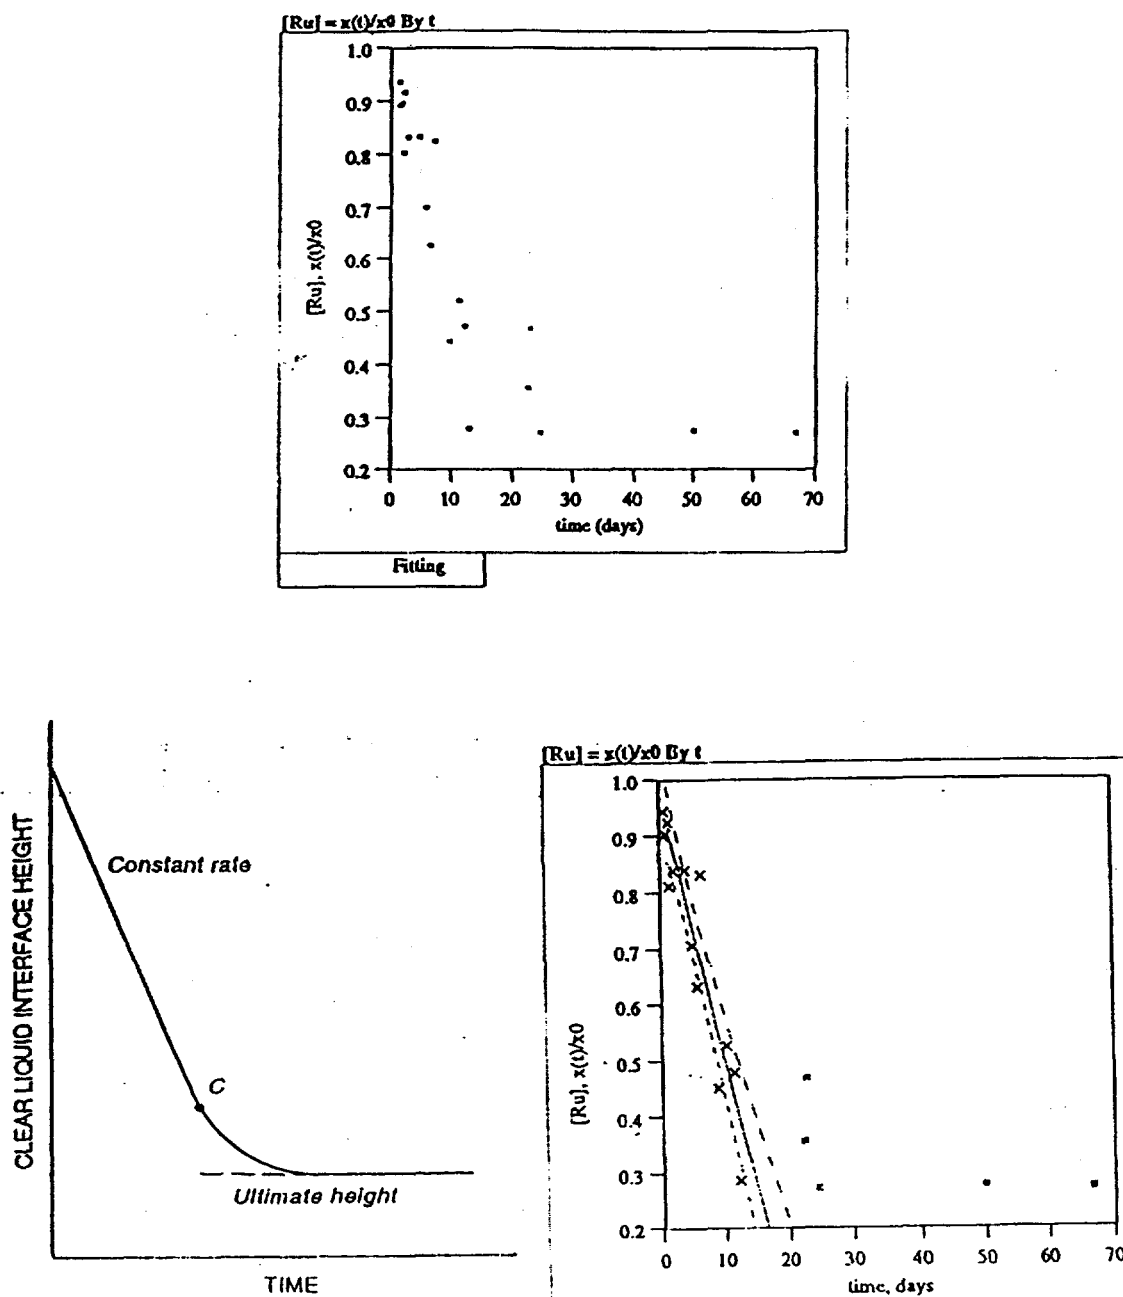 [Ru] = x(t)/x0 By t
1.0
0.9
0.8
0.7
0.6
0.5
0.4
0.3
0.2
[Ru], x(t)/x0
0 10 20 30 40 50 60 70
time (days)
Fitting
CLEAR LIQUID INTERFACE HEIGHT
Constant rate
C
Ultimate height
TIME
[Ru] = x(t)/x0 By t
1.0
0.9
0.8
0.7
0.6
0.5
0.4
0.3
0.2
[Ru], x(t)/x0
0 10 20 30 40 50 60 70
time, days